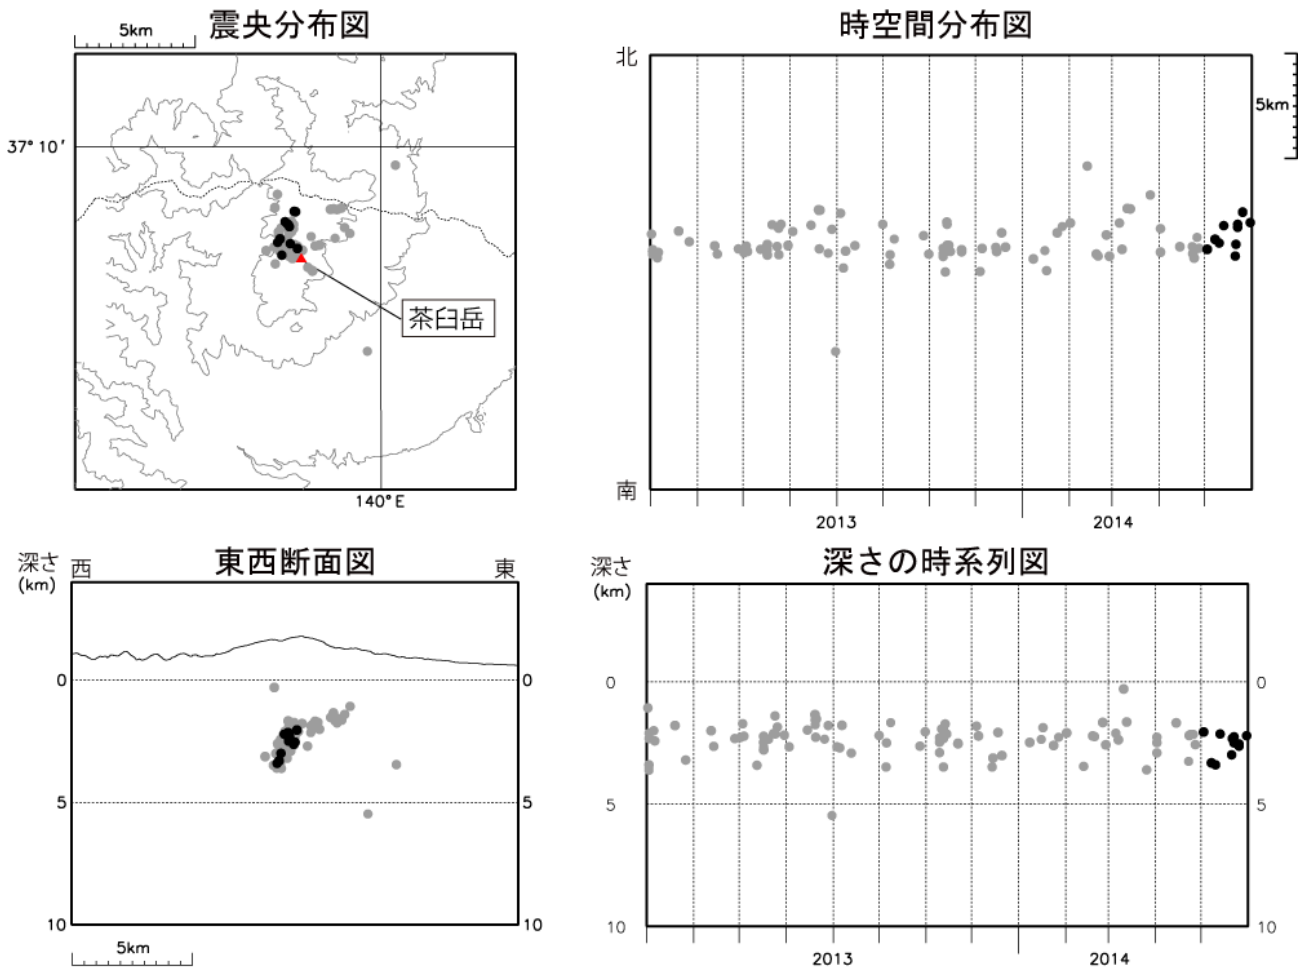 震央分布図
5km
37° 10′
茶臼岳
140°E
時空間分布図
北
5km
南
2013
2014
東西断面図
深さ
(km)
西
東
0
0
5
5
10
10
5km
深さの時系列図
深さ
(km)
0
0
5
5
10
10
2013
2014